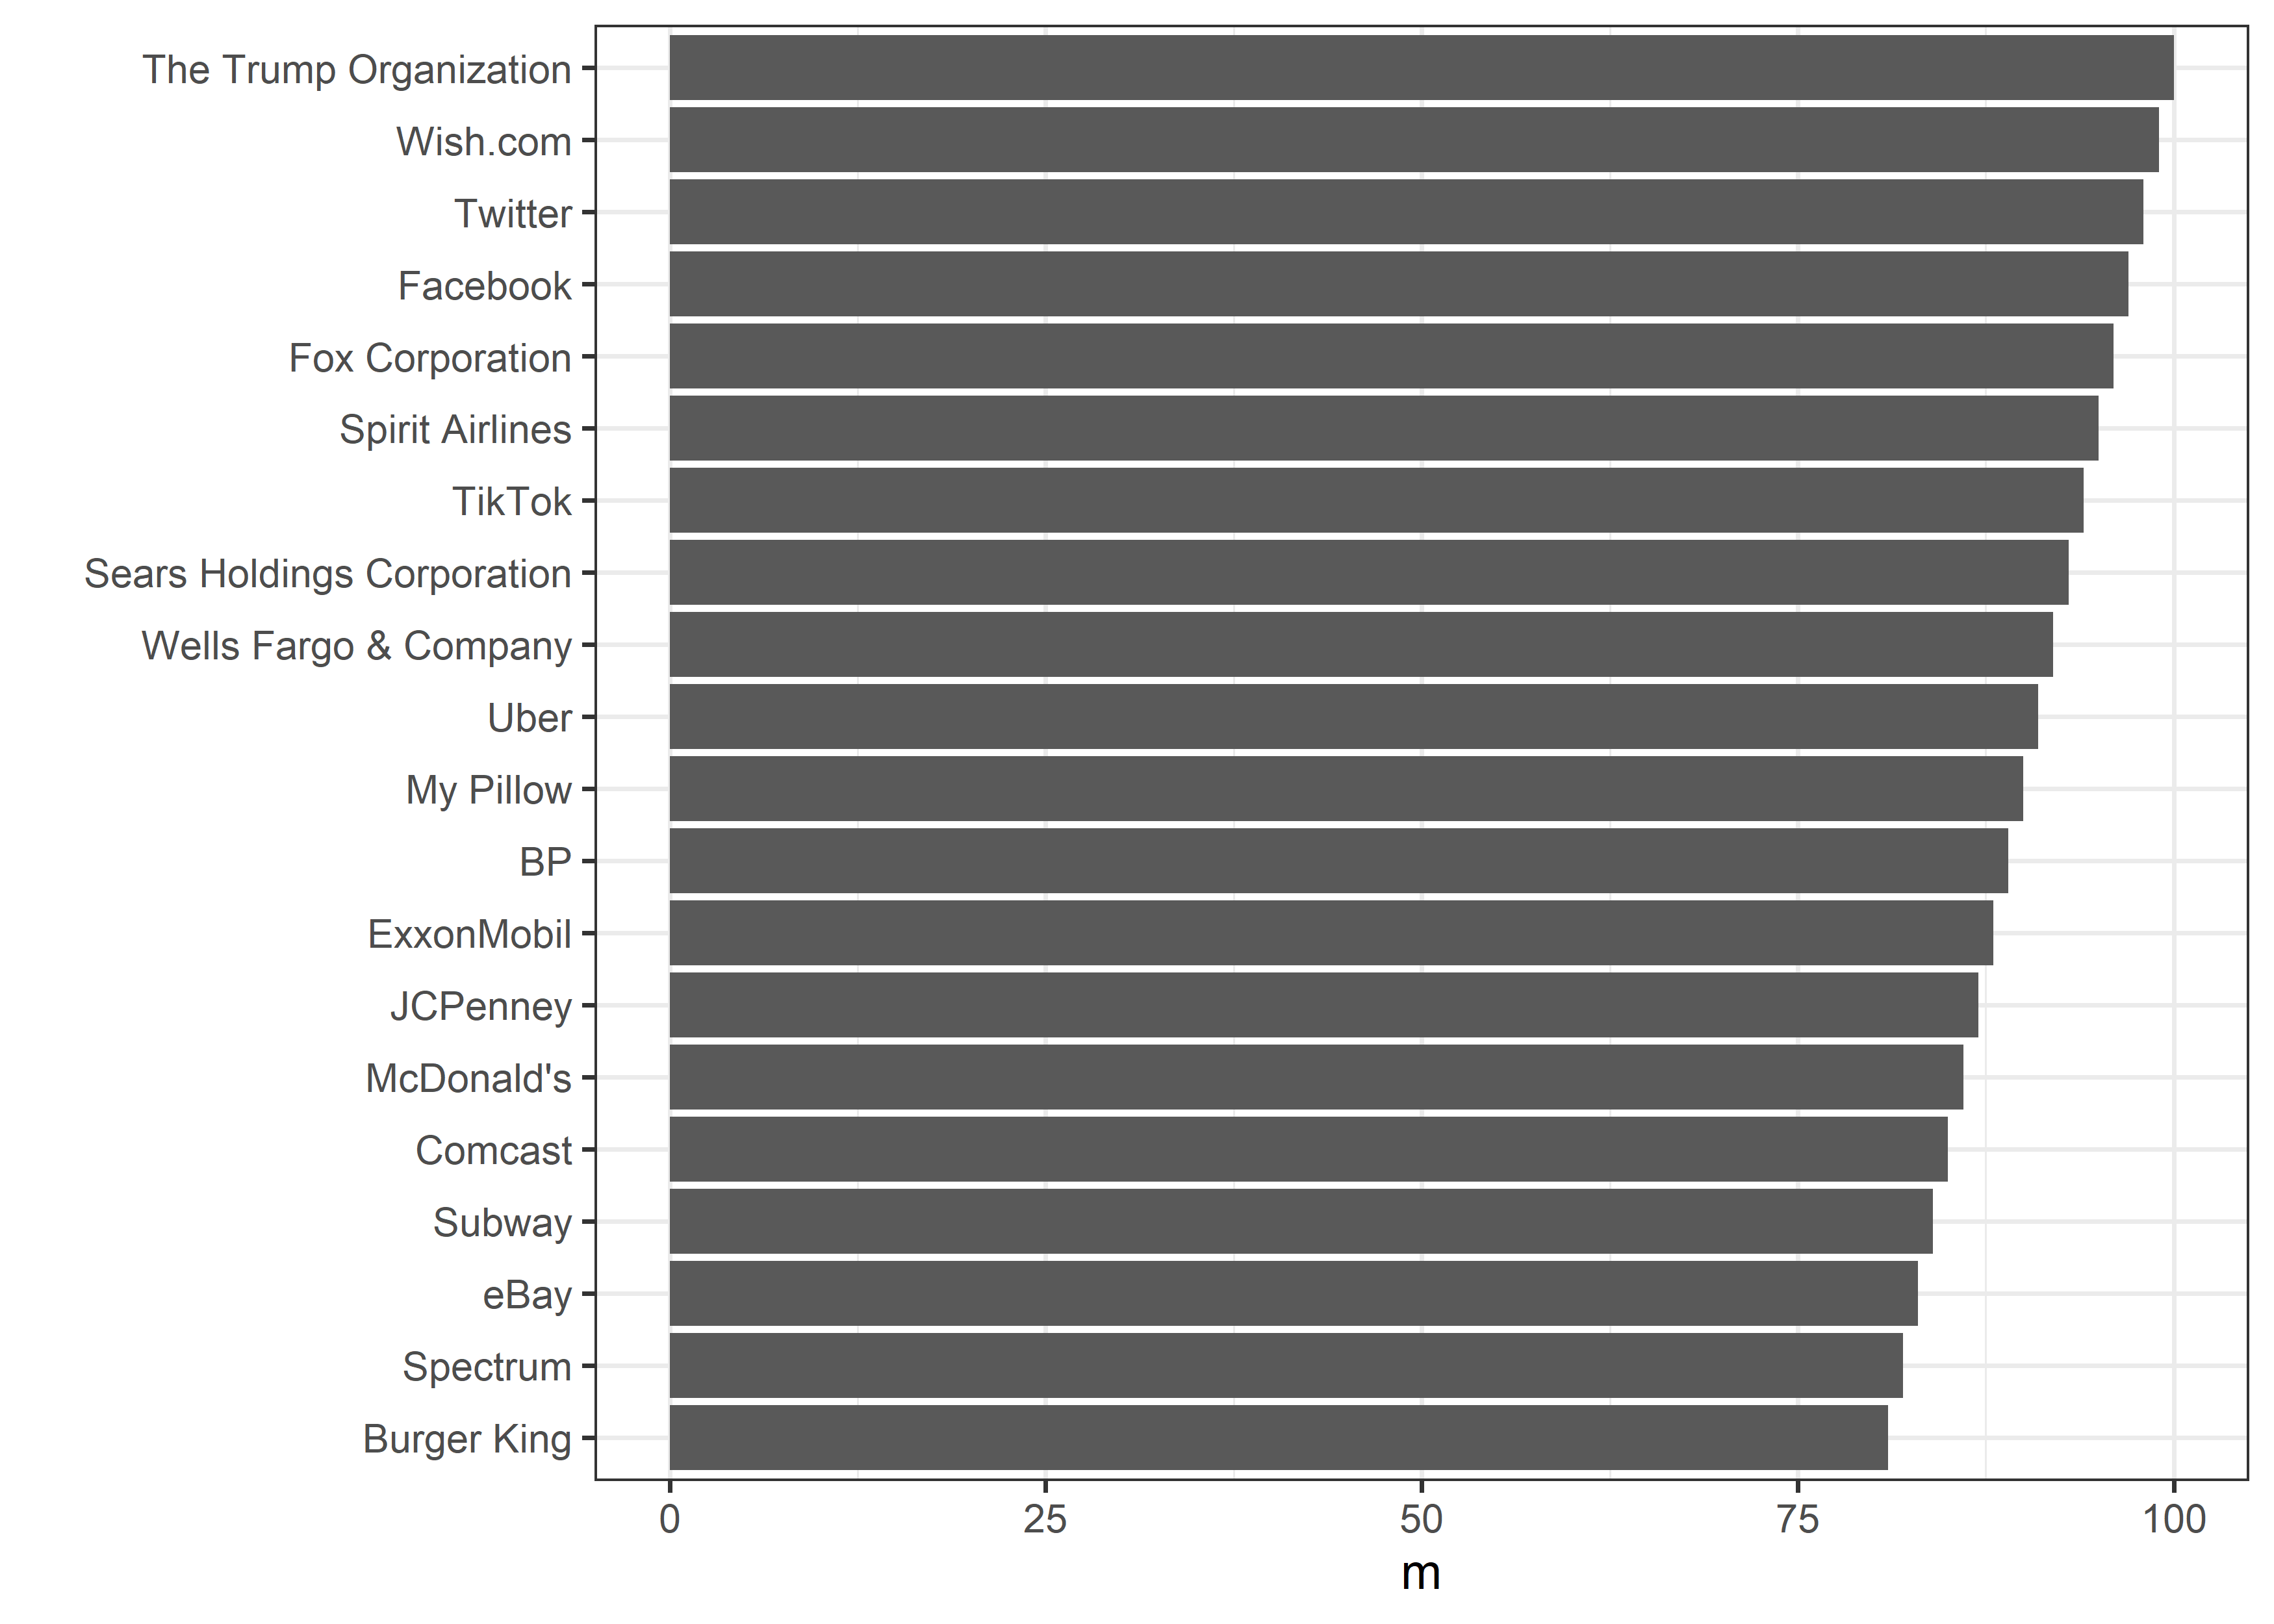 The Trump Organization
Wish.com
Twitter
Facebook
Fox Corporation
Spirit Airlines
TikTok
Sears Holdings Corporation
Wells Fargo & Company
Uber
My Pillow
BP
ExxonMobil
JCPenney
McDonald's
Comcast
Subway
eBay
Spectrum
Burger King
0 25 50 75 100
m